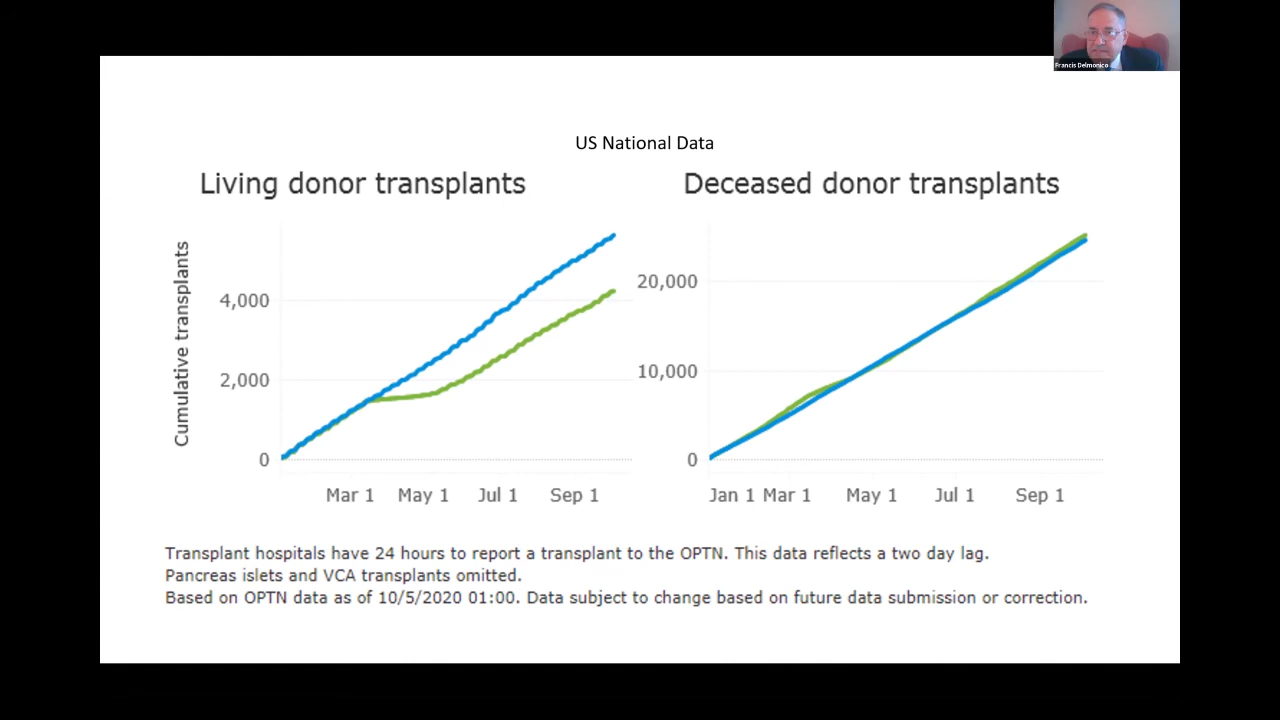 Francis Delmonico
US National Data
Living donor transplants
Deceased donor transplants
Cumulative transplants
4,000
2,000
0
Mar 1 May 1 Jul 1 Sep 1
20,000
10,000
0
Jan 1 Mar 1 May 1 Jul 1 Sep 1
Transplant hospitals have 24 hours to report a transplant to the OPTN. This data reflects a two day lag.
Pancreas islets and VCA transplants omitted.
Based on OPTN data as of 10/5/2020 01:00. Data subject to change based on future data submission or correction.